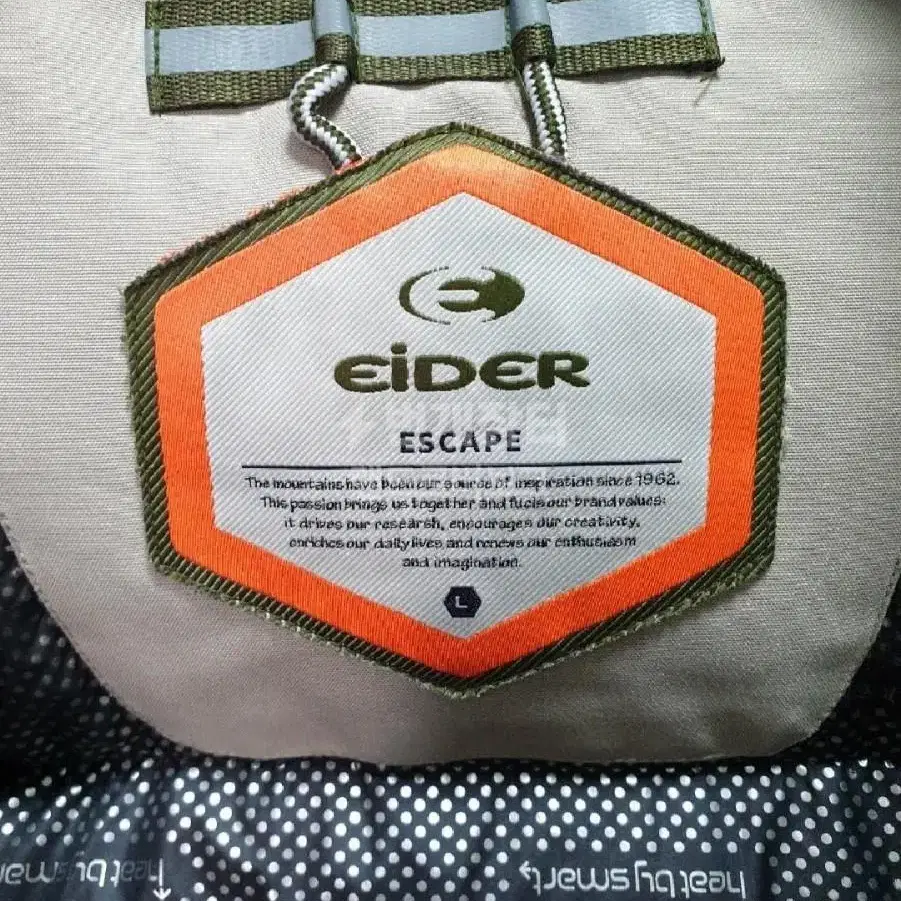 EiDER
ESCAPE
The mountains have been our source of inspiration since 1962.
This passion brings us together and fuels our brand values:
it drives our research, encourages our creativity,
enriches our daily lives and renews our enthusiasm
and imagination.
L
heat by smart
heat by smart